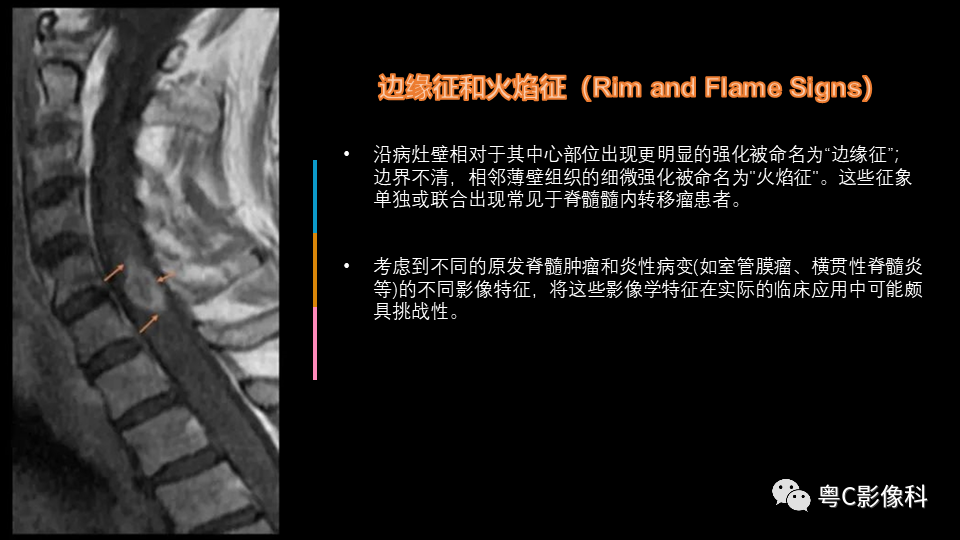 边缘征和火焰征（Rim and Flame Signs）
• 沿病灶壁相对于其中心部位出现更明显的强化被命名为“边缘征”；
边界不清，相邻薄壁组织的细微强化被命名为"火焰征"。这些征象
单独或联合出现常见于脊髓髓内转移瘤患者。
• 考虑到不同的原发脊髓肿瘤和炎性病变(如室管膜瘤、横贯性脊髓炎
等)的不同影像特征，将这些影像学特征在实际的临床应用中可能颇
具挑战性。
粤C影像科